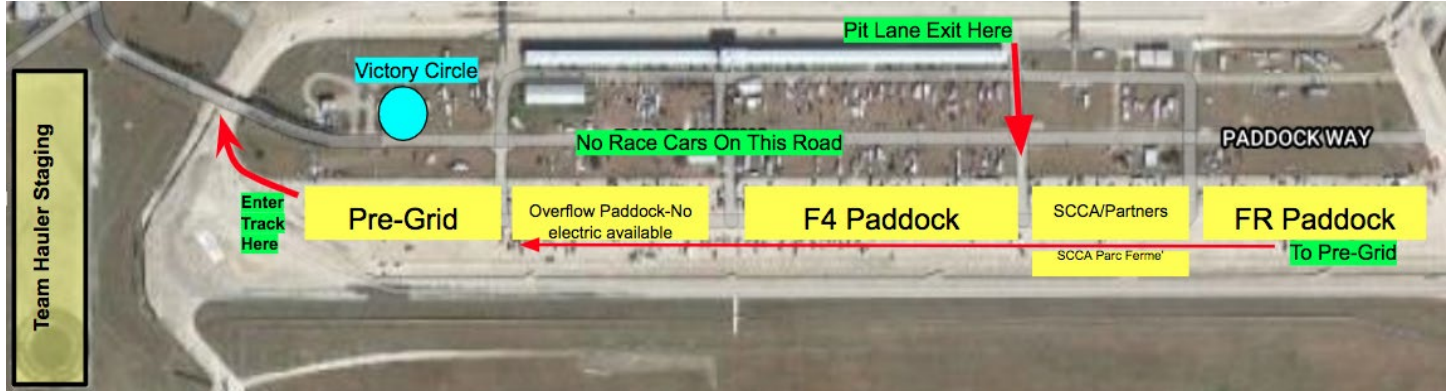 Pit Lane Exit Here
Victory Circle
No Race Cars On This Road
PADDOCK WAY
Team Hauler Staging
Enter
Track
Here
Pre-Grid
Overflow Paddock-No
electric available
F4 Paddock
SCCA/Partners
FR Paddock
SCCA Parc Ferme'
To Pre-Grid